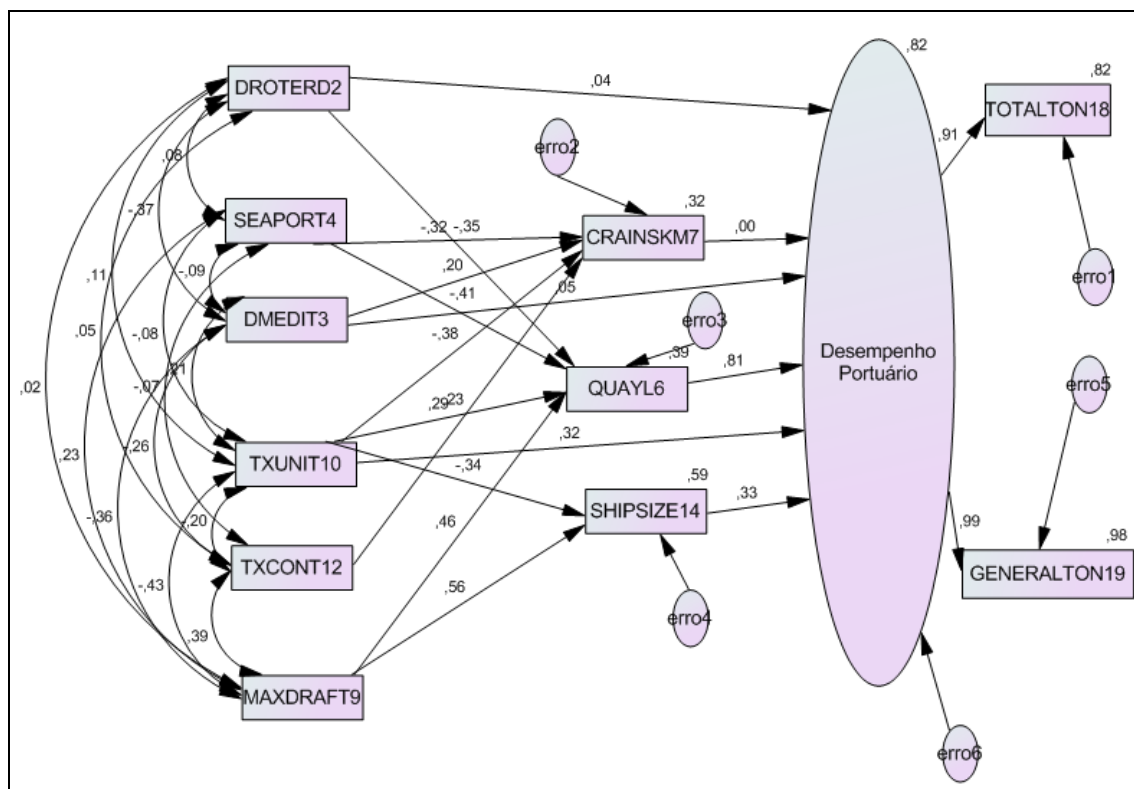 ,82
,82
DROTERD2
,04
TOTALTON18
,91
erro2
,08
-,37
SEAPORT4
,32
-,32
-,35
CRAINSKM7
,00
-,09
,20
,11
-,41
,05
erro1
DMEDIT3
-,38
erro3
,05
-,08
,39
Desempenho
Portuário
,02
-,07
,21
QUAYL6
,81
erro5
,29
,23
,32
-,26
TXUNIT10
-,34
,59
,23
SHIPSIZE14
,33
-,36
-,20
,46
,99
,98
TXCONT12
GENERALTON19
-,43
,56
erro4
,39
MAXDRAFT9
erro6